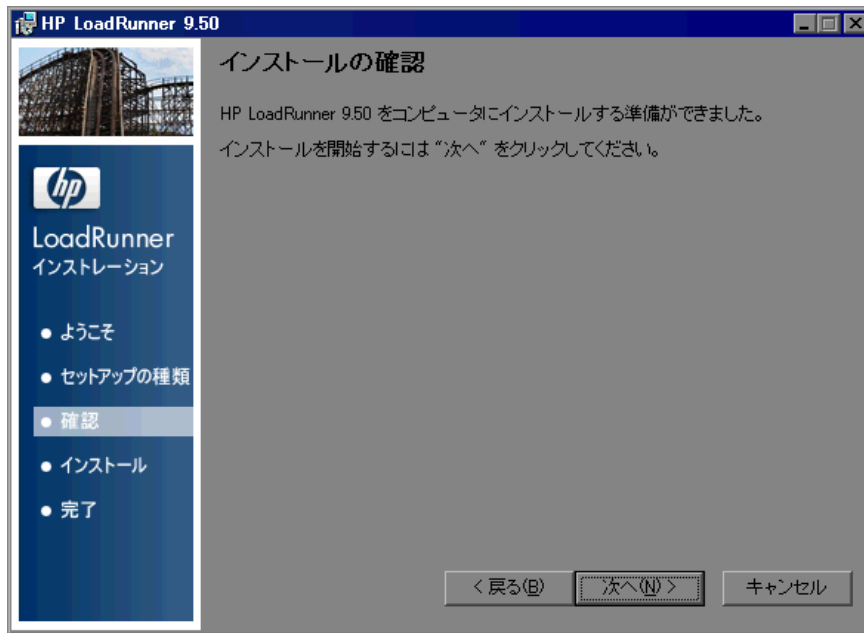 HP LoadRunner 9.50
インストールの確認
HP LoadRunner 9.50 をコンピュータにインストールする準備ができました。
インストールを開始するには “次へ” をクリックしてください。
hp
LoadRunner
インストレーション
ようこそ
セットアップの種類
確認
インストール
完了
< 戻る(B)
次へ(N) >
キャンセル